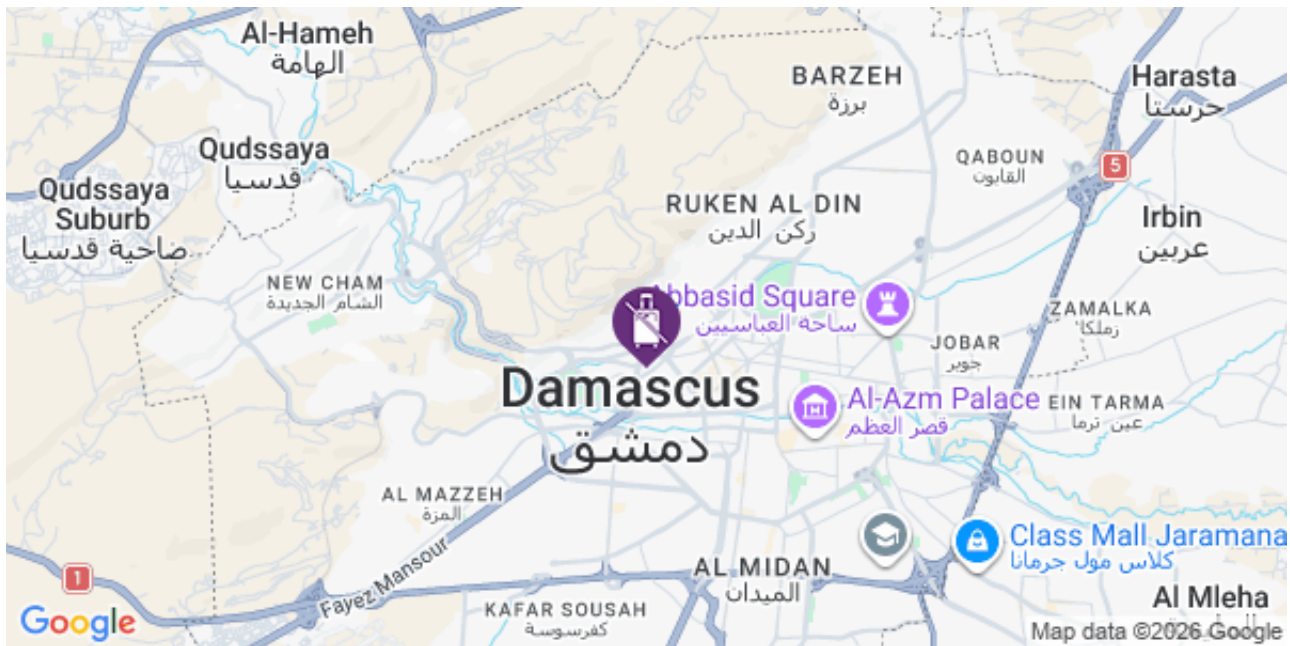 Al-Hameh
الهامة
BARZEH
برزة
Harasta
حرستا
Qudssaya
قدسيا
QABOUN
القابون
5
Qudssaya
Suburb
ضاحية قدسيا
RUKEN AL DIN
ركن الدين
Irbin
عربين
NEW CHAM
الشام الجديدة
Abbasid Square
ساحة العباسيين
ZAMALKA
زملكا
JOBAR
جوبر
Damascus
دمشق
Al-Azm Palace
قصر العظم
EIN TARMA
عين ترما
AL MAZZEH
المزة
Class Mall Jaramana
كلاس مول جرمانا
Fayez Mansour
1
AL MIDAN
الميدان
KAFAR SOUSAH
كفرسوسة
Al Mleha
Google
Map data ©2026 Google